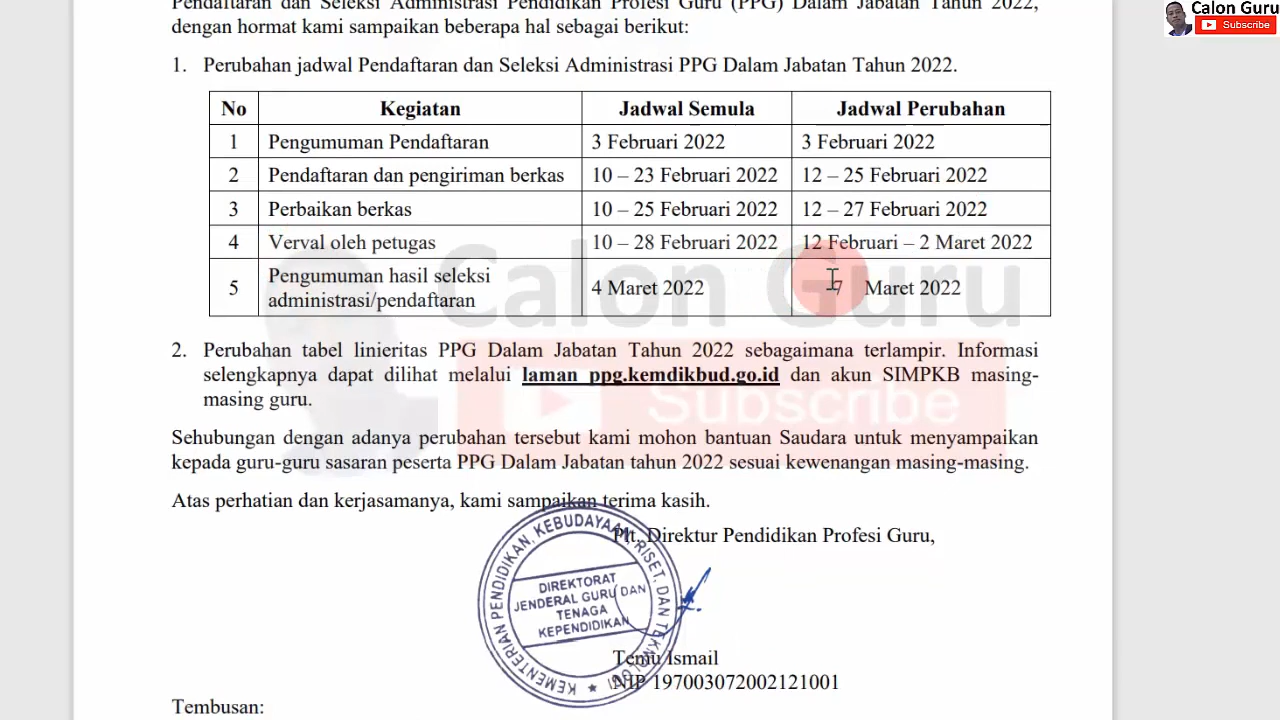 Calon Guru
Subscribe
Pendaftaran dan Seleksi Administrasi Pendidikan Profesi Guru (PPG) Dalam Jabatan Tahun 2022,
dengan hormat kami sampaikan beberapa hal sebagai berikut:
1. Perubahan jadwal Pendaftaran dan Seleksi Administrasi PPG Dalam Jabatan Tahun 2022.
No Kegiatan Jadwal Semula Jadwal Perubahan
1 Pengumuman Pendaftaran 3 Februari 2022 3 Februari 2022
2 Pendaftaran dan pengiriman berkas 10 – 23 Februari 2022 12 – 25 Februari 2022
3 Perbaikan berkas 10 – 25 Februari 2022 12 – 27 Februari 2022
4 Verval oleh petugas 10 – 28 Februari 2022 12 Februari – 2 Maret 2022
5 Pengumuman hasil seleksi administrasi/pendaftaran 4 Maret 2022 7 Maret 2022
Calon Guru
Subscribe
2. Perubahan tabel linieritas PPG Dalam Jabatan Tahun 2022 sebagaimana terlampir. Informasi
selengkapnya dapat dilihat melalui laman ppg.kemdikbud.go.id dan akun SIMPKB masing-
masing guru.
Sehubungan dengan adanya perubahan tersebut kami mohon bantuan Saudara untuk menyampaikan
kepada guru-guru sasaran peserta PPG Dalam Jabatan tahun 2022 sesuai kewenangan masing-masing.
Atas perhatian dan kerjasamanya, kami sampaikan terima kasih.
Plt. Direktur Pendidikan Profesi Guru,
KEMENTERIAN PENDIDIKAN, KEBUDAYAAN, RISET, DAN TEKNOLOGI
DIREKTORAT
JENDERAL GURU DAN
TENAGA
KEPENDIDIKAN
Temu Ismail
NIP 197003072002121001
Tembusan: